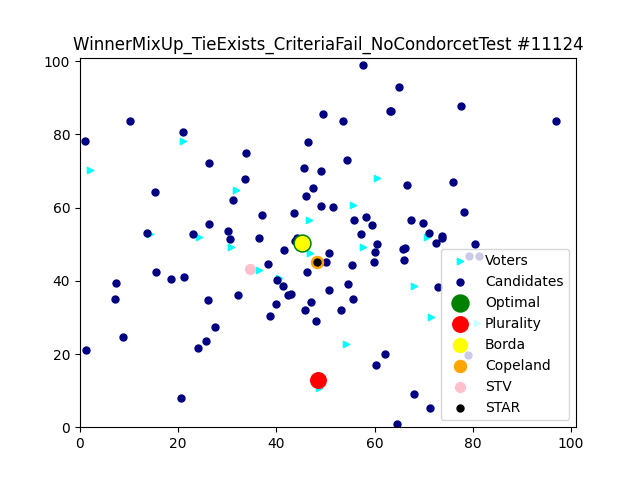 WinnerMixUp_TieExists_CriteriaFail_NoCondorcetTest #11124
100
80
60
40
20
0
0 20 40 60 80 100
Voters
Candidates
Optimal
Plurality
Borda
Copeland
STV
STAR